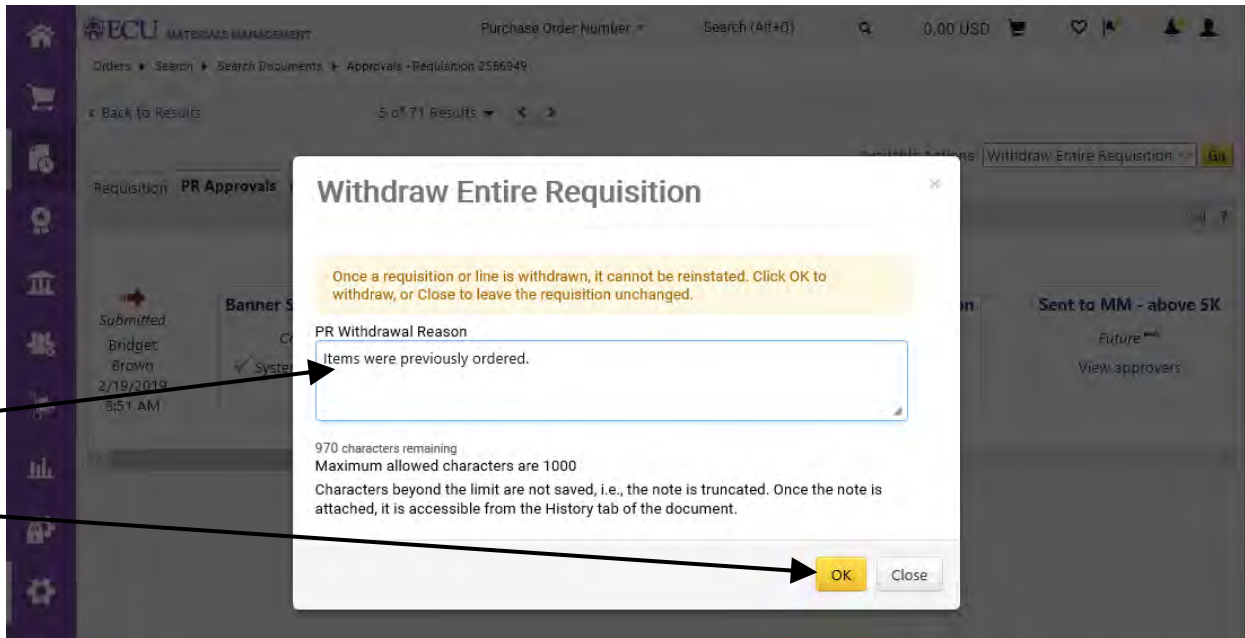 ECU MATERIALS MANAGEMENT Purchase Order Number Search (Alt+Q) 0.00 USD
Orders Search Search Documents Approvals - Requisition 2556949
Back to Results 5 of 71 Results
Withdraw Entire Requisition Go
Requisition PR Approvals
Withdraw Entire Requisition
×
?
Once a requisition or line is withdrawn, it cannot be reinstated. Click OK to
withdraw, or Close to leave the requisition unchanged.
Submitted
Bridget
Brown
2/19/2019
8:51 AM
Banner S
Syste
PR Withdrawal Reason
Items were previously ordered.
970 characters remaining
Maximum allowed characters are 1000
Characters beyond the limit are not saved, i.e., the note is truncated. Once the note is
attached, it is accessible from the History tab of the document.
on
Sent to MM - above 5K
Future
View approvers
OK Close